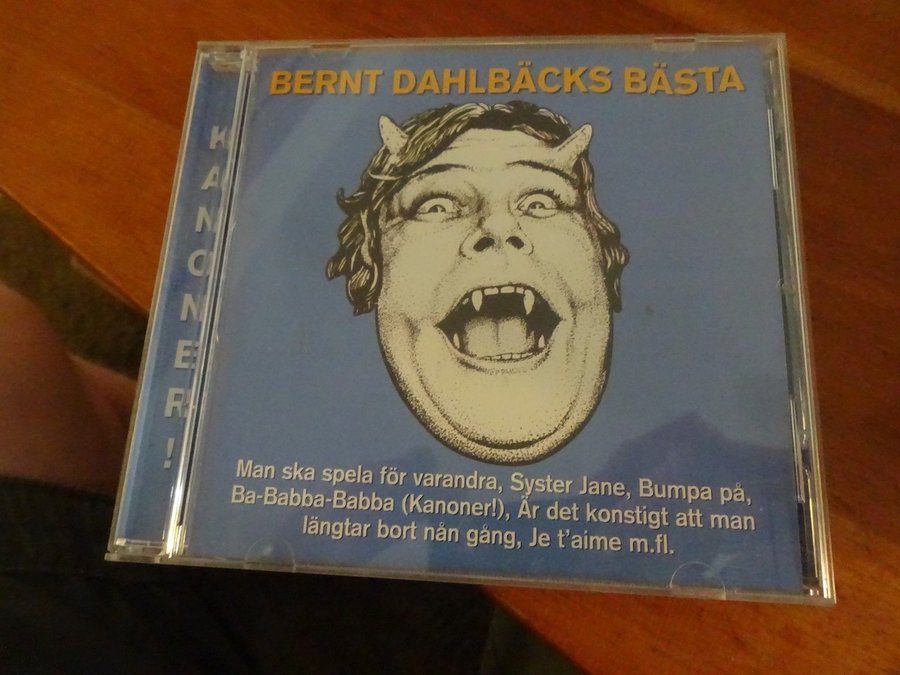 BERNT DAHLBÄCKS BÄSTA
KANONER!
Man ska spela för varandra, Syster Jane, Bumpa på,
Ba-Babba-Babba (Kanoner!), Är det konstigt att man
längtar bort nån gång, Je t'aime m.fl.